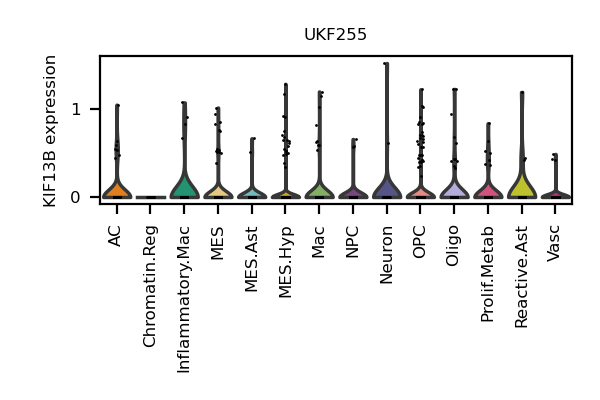 UKF255
KIF13B expression
1
0
AC
Chromatin.Reg
Inflammatory.Mac
MES
MES.Ast
MES.Hyp
Mac
NPC
Neuron
OPC
Oligo
Prolif.Metab
Reactive.Ast
Vasc